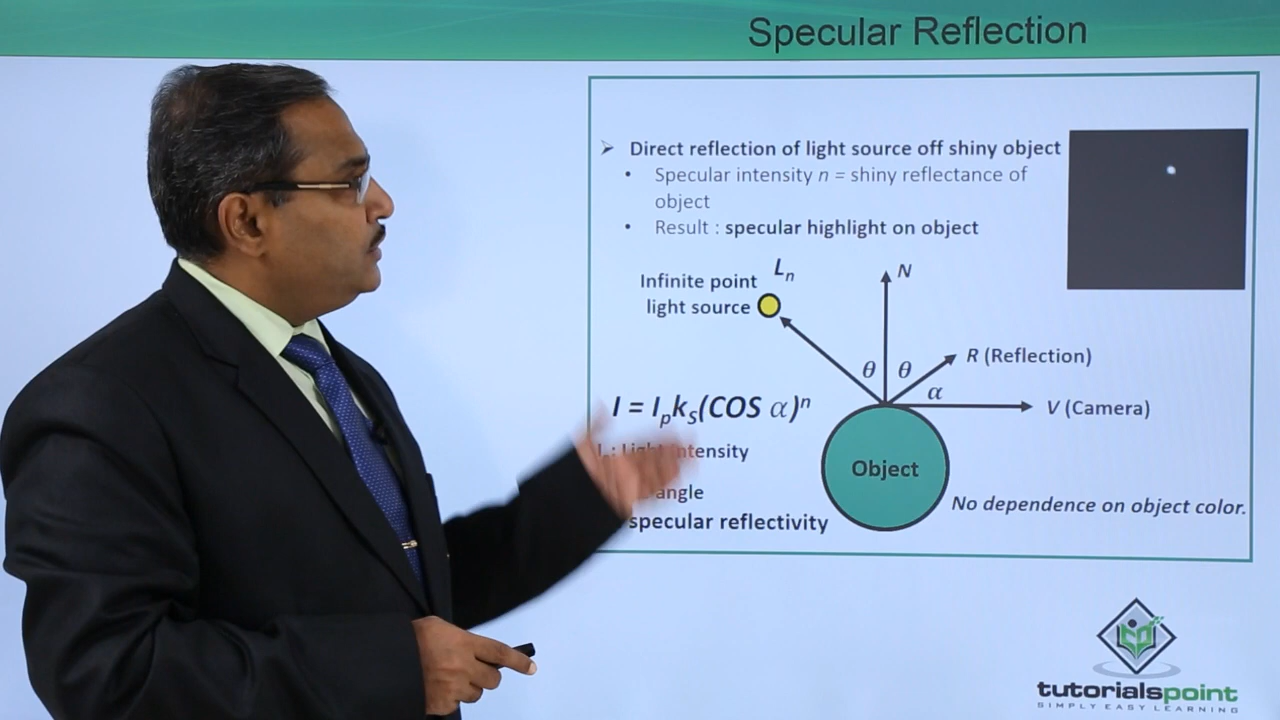 Specular Reflection
➤ Direct reflection of light source off shiny object
• Specular intensity n = shiny reflectance of
object
• Result : specular highlight on object
Infinite point
light source
Lₙ
N
θ
θ
R (Reflection)
α
V (Camera)
I = Iₚkₛ(COS α)ⁿ
: Light Intensity
angle
specular reflectivity
Object
No dependence on object color.
tutorialspoint
SIMPLY EASY LEARNING